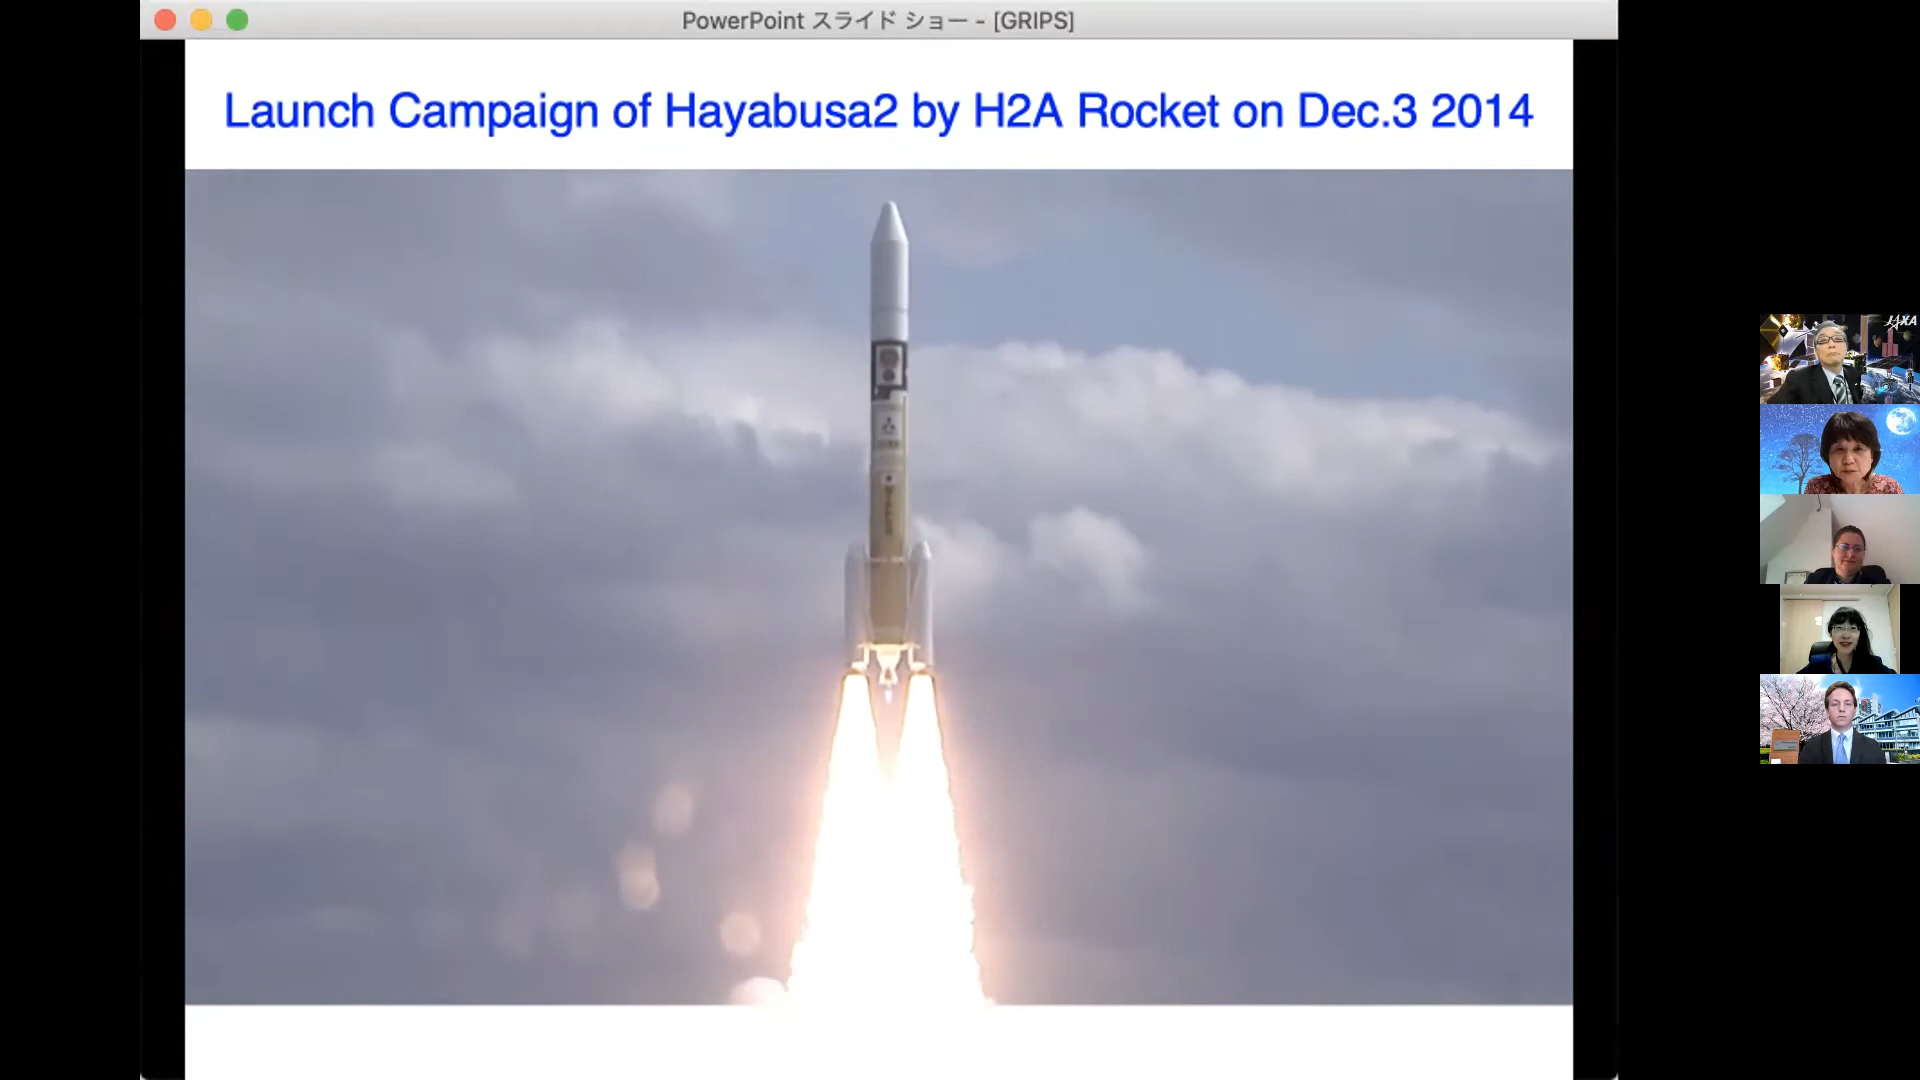 PowerPoint スライド ショー - [GRIPS]
Launch Campaign of Hayabusa2 by H2A Rocket on Dec.3 2014
JAXA